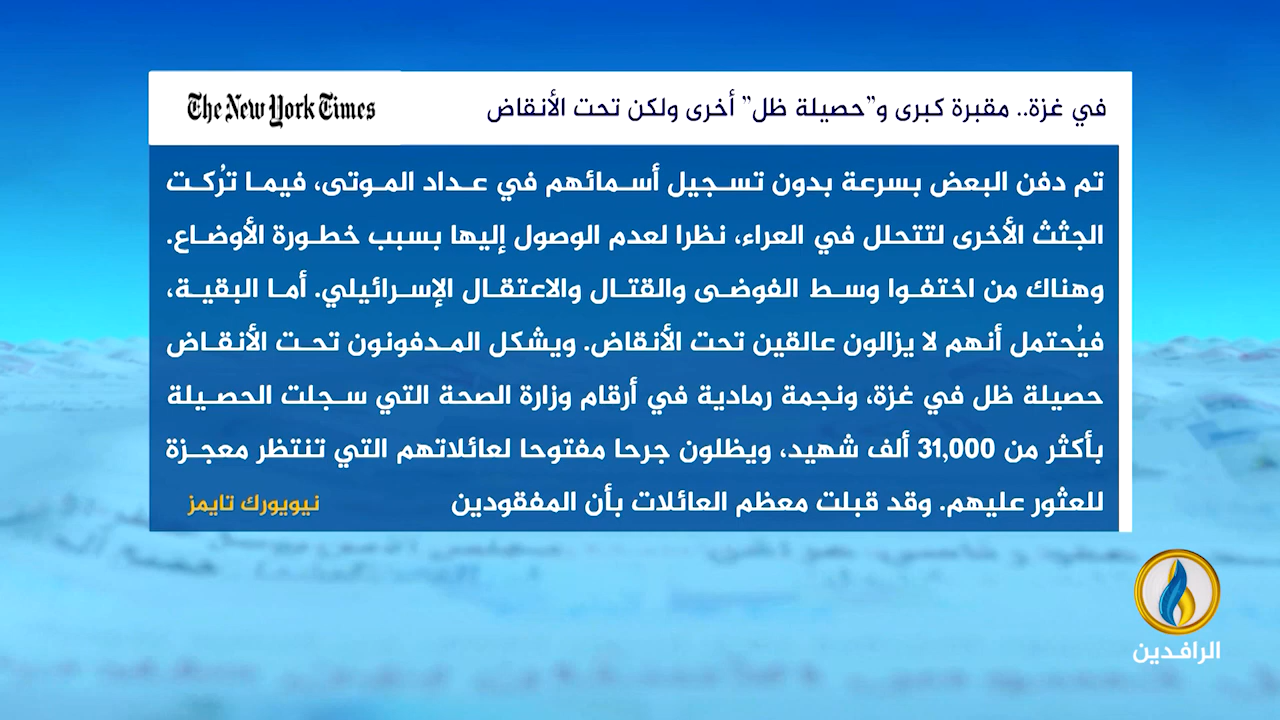 The New York Times
في غزة.. مقبرة كبرى و"حصيلة ظل" أخرى ولكن تحت الأنقاض
تم دفن البعض بسرعة بدون تسجيل أسمائهم في عداد الموتى، فيما تُركت
الجثث الأخرى لتتحلل في العراء، نظرا لعدم الوصول إليها بسبب خطورة الأوضاع.
وهناك من اختفوا وسط الفوضى والقتال والاعتقال الإسرائيلي. أما البقية،
فيُحتمل أنهم لا يزالون عالقين تحت الأنقاض. ويشكل المدفونون تحت الأنقاض
حصيلة ظل في غزة، ونجمة رمادية في أرقام وزارة الصحة التي سجلت الحصيلة
بأكثر من 31,000 ألف شهيد، ويظلون جرحا مفتوحا لعائلاتهم التي تنتظر معجزة
للعثور عليهم. وقد قبلت معظم العائلات بأن المفقودين
نيويورك تايمز
الرافدين